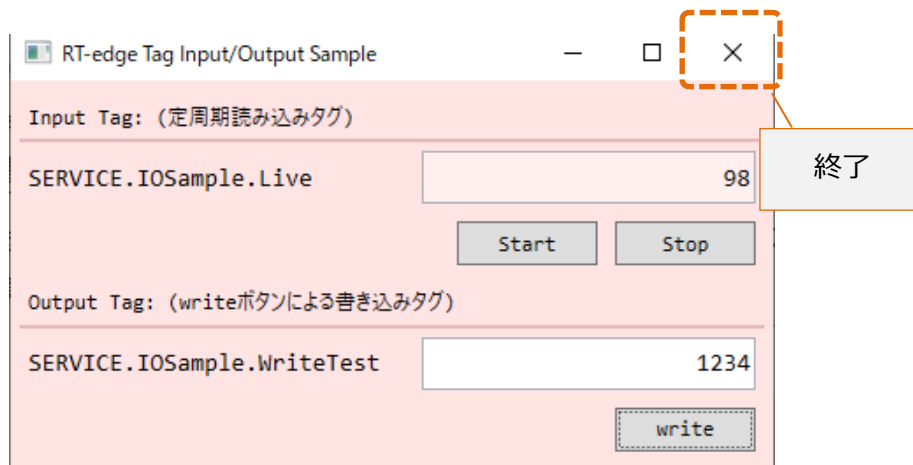 RT-edge Tag Input/Output Sample
Input Tag: (定周期読み込みタグ)
SERVICE.IOSample.Live 98
終了
Start Stop
Output Tag: (writeボタンによる書き込みタグ)
SERVICE.IOSample.WriteTest 1234
write